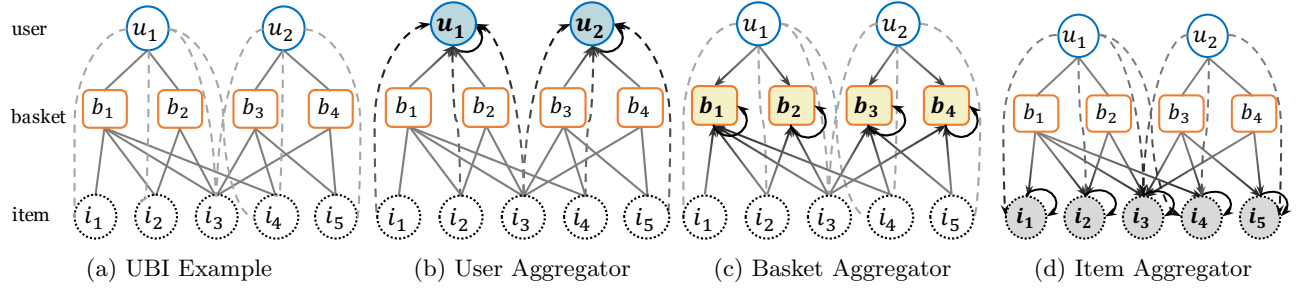 user u₁ u₂ u₁ u₂ u₁ u₂ u₁ u₂
basket b₁ b₂ b₃ b₄ b₁ b₂ b₃ b₄ b₁ b₂ b₃ b₄ b₁ b₂ b₃ b₄
item i₁ i₂ i₃ i₄ i₅ i₁ i₂ i₃ i₄ i₅ i₁ i₂ i₃ i₄ i₅ i₁ i₂ i₃ i₄ i₅
(a) UBI Example (b) User Aggregator (c) Basket Aggregator (d) Item Aggregator